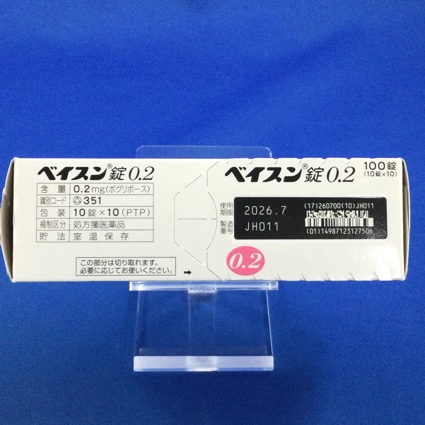 ベイスン®錠0.2
含量 0.2mg(ボグリボース)
識別コード 351
包装 10錠×10(PTP)
規制区分 処方箋医薬品
貯法 室温保存
この部分は切り取れます。
必要に応じてお使いください。
ベイスン®錠0.2
100錠
(10錠×10)
使用期限 2026.7
製造番号 JH011
(17)260700(10)JH011
(01)14987123127506
0.2